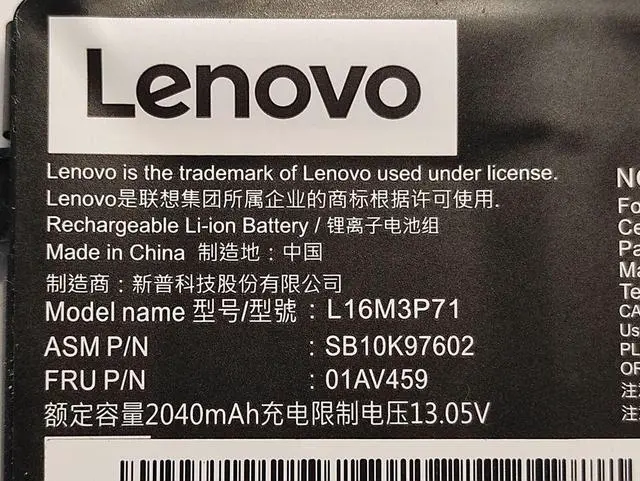 Lenovo
Lenovo is the trademark of Lenovo used under license.
Lenovo是联想集团所属企业的商标根据许可使用.
Rechargeable Li-ion Battery / 锂离子电池组
Made in China 制造地：中国
制造商：新普科技股份有限公司
Model name 型号/型號 : L16M3P71
ASM P/N : SB10K97602
FRU P/N : 01AV459
额定容量2040mAh充电限制电压13.05V